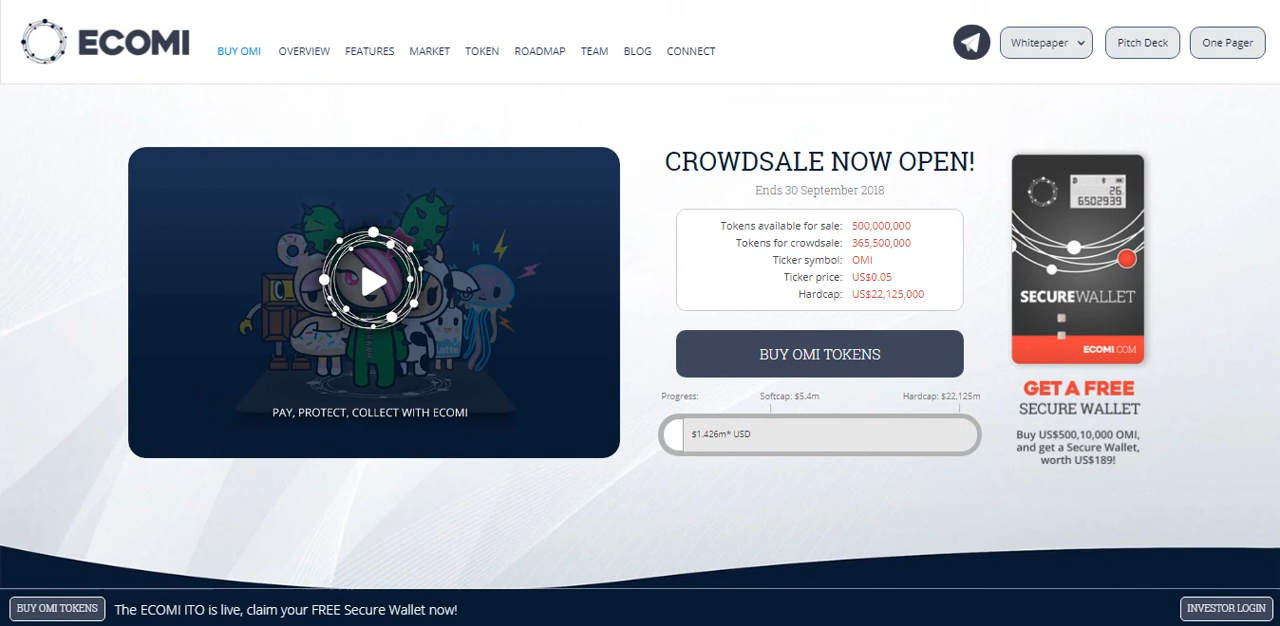 ECOMI
BUY OMI OVERVIEW FEATURES MARKET TOKEN ROADMAP TEAM BLOG CONNECT
Whitepaper
Pitch Deck
One Pager
CROWDSALE NOW OPEN!
Ends 30 September 2018
Tokens available for sale: 500,000,000
Tokens for crowdsale: 365,500,000
Ticker symbol: OMI
Ticker price: US$0.05
Hardcap: US$22,125,000
BUY OMI TOKENS
Progress: Softcap: $5.4m Hardcap: $22,125m
$1.426m* USD
Latte
PAY, PROTECT, COLLECT WITH ECOMI
26
6502939
SECUREWALLET
ECOMI.COM
GET A FREE
SECURE WALLET
Buy US$500,10,000 OMI,
and get a Secure Wallet,
worth US$189!
BUY OMI TOKENS
The ECOMI ITO is live, claim your FREE Secure Wallet now!
INVESTOR LOGIN